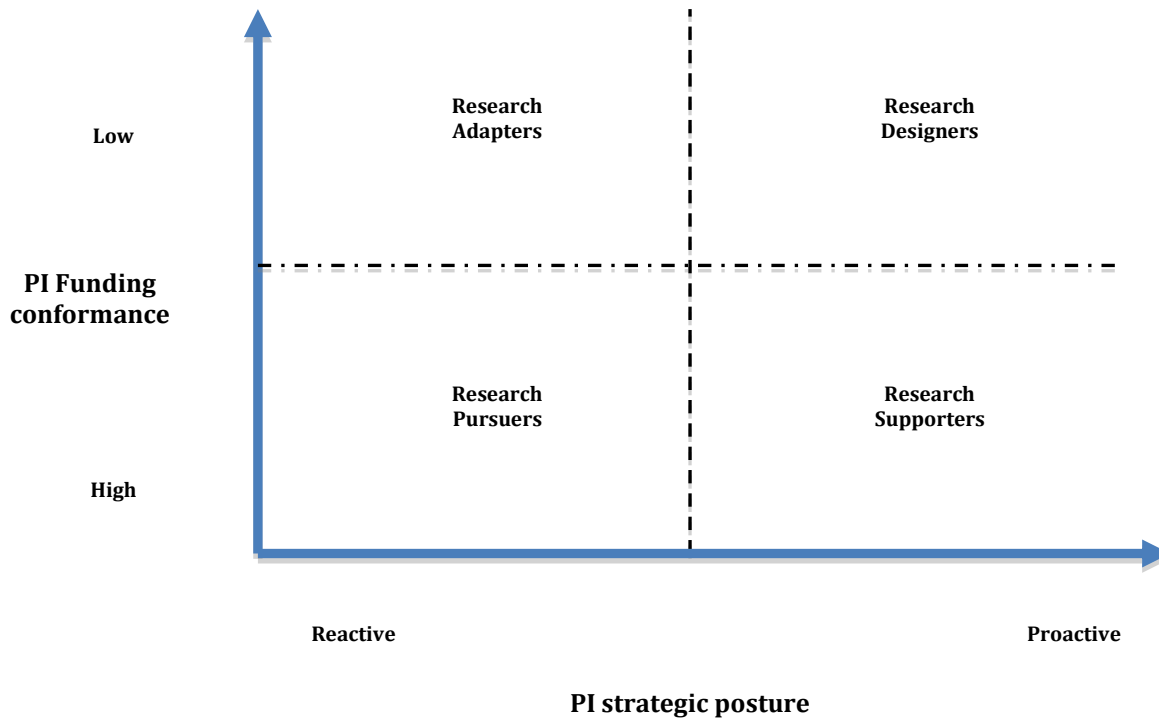 Research
Adapters
Research
Designers
Low
PI Funding
conformance
Research
Pursuers
Research
Supporters
High
Reactive
Proactive
PI strategic posture